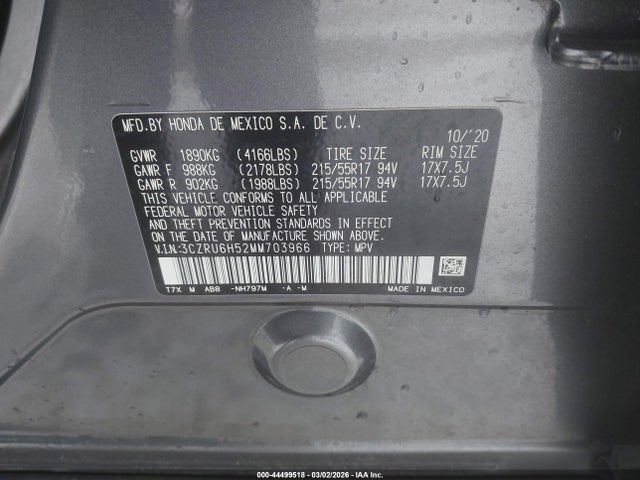 MFD.BY HONDA DE MEXICO S.A. DE C.V.
10/'20
GVWR 1890KG (4166LBS) TIRE SIZE RIM SIZE
GAWR F 988KG (2178LBS) 215/55R17 94V 17X7.5J
GAWR R 902KG (1988LBS) 215/55R17 94V 17X7.5J
THIS VEHICLE CONFORMS TO ALL APPLICABLE
FEDERAL MOTOR VEHICLE SAFETY
AND THEFT PREVENTION STANDARDS
IN EFFECT ON THE DATE OF MANUFACTURE SHOWN ABOVE.
V.I.N:3CZRU6H52MM703966 TYPE: MPV
T7X M AB8 -NH797M -A -M MADE IN MEXICO
000-44499518 - 03/02/2026 - IAA Inc.